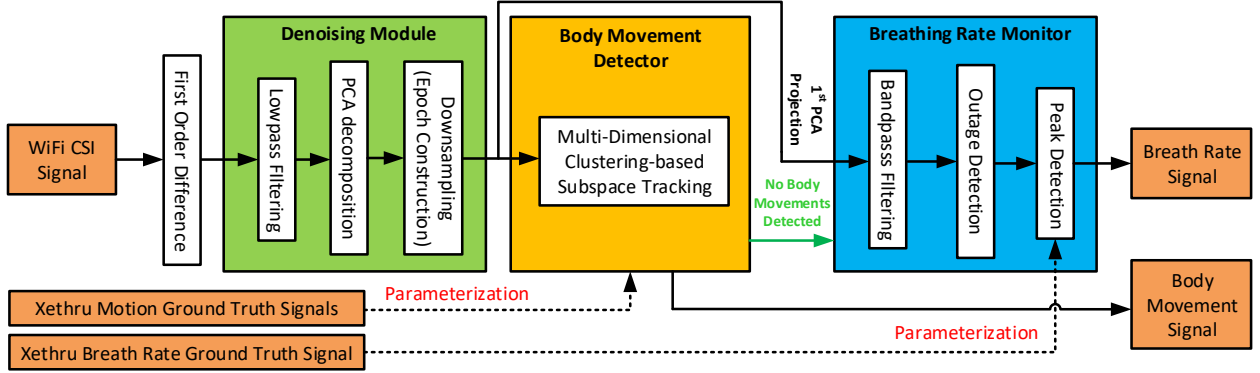 WiFi CSI
Signal
First Order Difference
Denoising Module
Lowpass FIltering
PCA decomposition
Downsampling
(Epoch Construction)
Body Movement
Detector
Multi-Dimensional
Clustering-based
Subspace Tracking
1st PCA
Projection
No Body
Movements
Detected
Breathing Rate Monitor
Bandpasss FIltering
Outage Detection
Peak Detection
Breath Rate
Signal
Body
Movement
Signal
Xethru Motion Ground Truth Signals
Parameterization
Xethru Breath Rate Ground Truth Signal
Parameterization